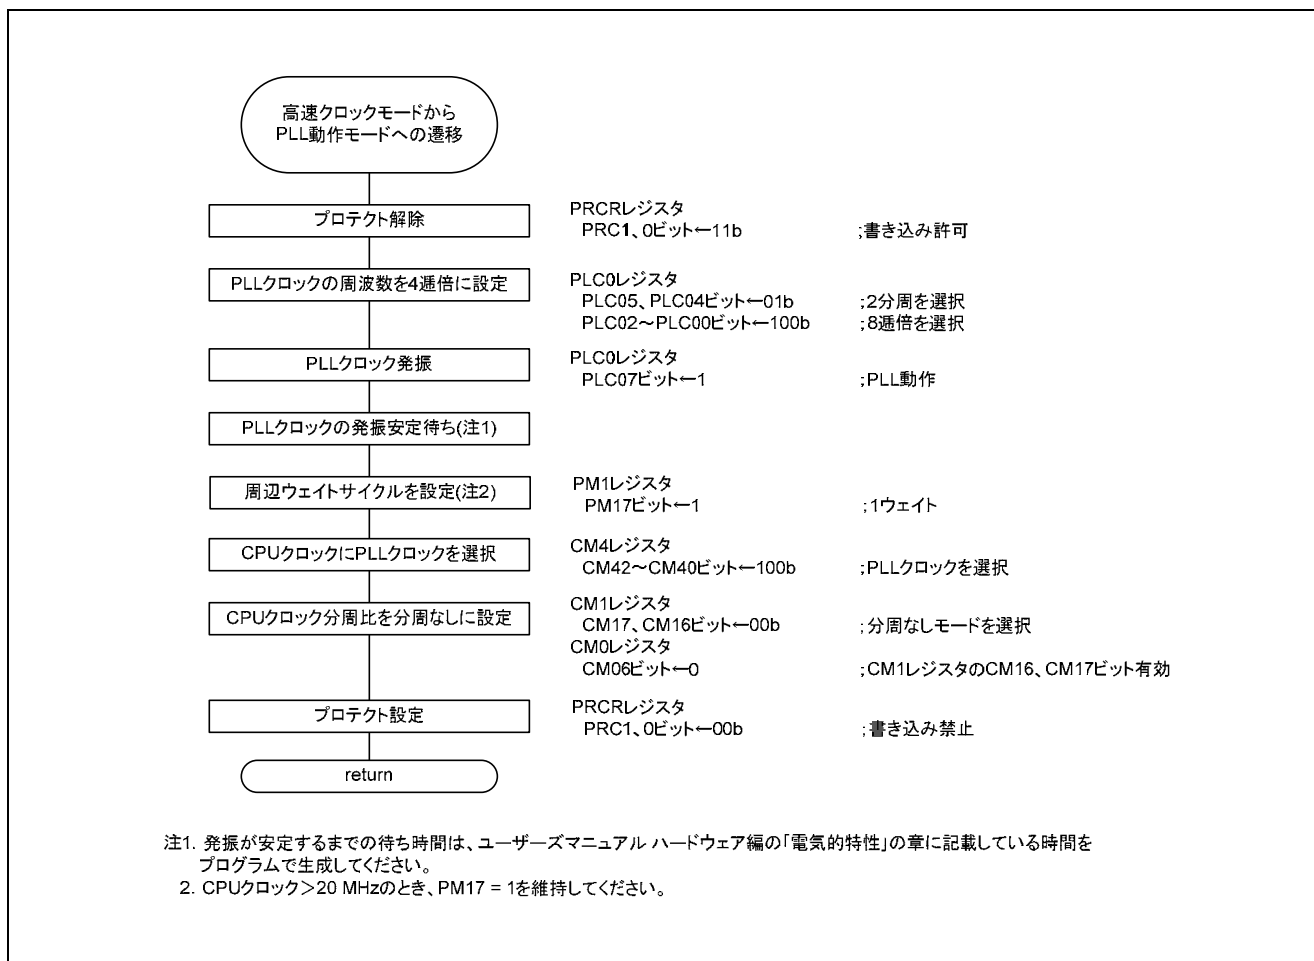 高速クロックモードから
PLL動作モードへの遷移
プロテクト解除
PRCRレジスタ
PRC1、0ビット←11b ;書き込み許可
PLLクロックの周波数を4逓倍に設定
PLC0レジスタ
PLC05、PLC04ビット←01b ;2分周を選択
PLC02～PLC00ビット←100b ;8逓倍を選択
PLLクロック発振
PLC0レジスタ
PLC07ビット←1 ;PLL動作
PLLクロックの発振安定待ち(注1)
周辺ウェイトサイクルを設定(注2)
PM1レジスタ
PM17ビット←1 ;1ウェイト
CPUクロックにPLLクロックを選択
CM4レジスタ
CM42～CM40ビット←100b ;PLLクロックを選択
CPUクロック分周比を分周なしに設定
CM1レジスタ
CM17、CM16ビット←00b ;分周なしモードを選択
CM0レジスタ
CM06ビット←0 ;CM1レジスタのCM16、CM17ビット有効
プロテクト設定
PRCRレジスタ
PRC1、0ビット←00b ;書き込み禁止
return
注1. 発振が安定するまでの待ち時間は、ユーザーズマニュアル ハードウェア編の「電気的特性」の章に記載している時間を
プログラムで生成してください。
2. CPUクロック＞20 MHzのとき、PM17 = 1を維持してください。